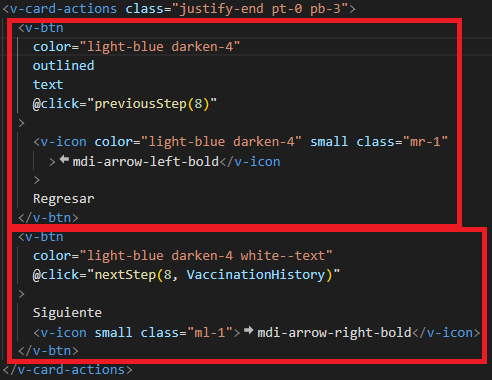 <v-card-actions class="justify-end pt-0 pb-3">
<v-btn
color="light-blue darken-4"
outlined
text
@click="previousStep(8)"
>
<v-icon color="light-blue darken-4" small class="mr-1"
>mdi-arrow-left-bold</v-icon
>
Regresar
</v-btn>
<v-btn
color="light-blue darken-4 white--text"
@click="nextStep(8, VaccinationHistory)"
>
Siguiente
<v-icon small class="ml-1">mdi-arrow-right-bold</v-icon>
</v-btn>
</v-card-actions>